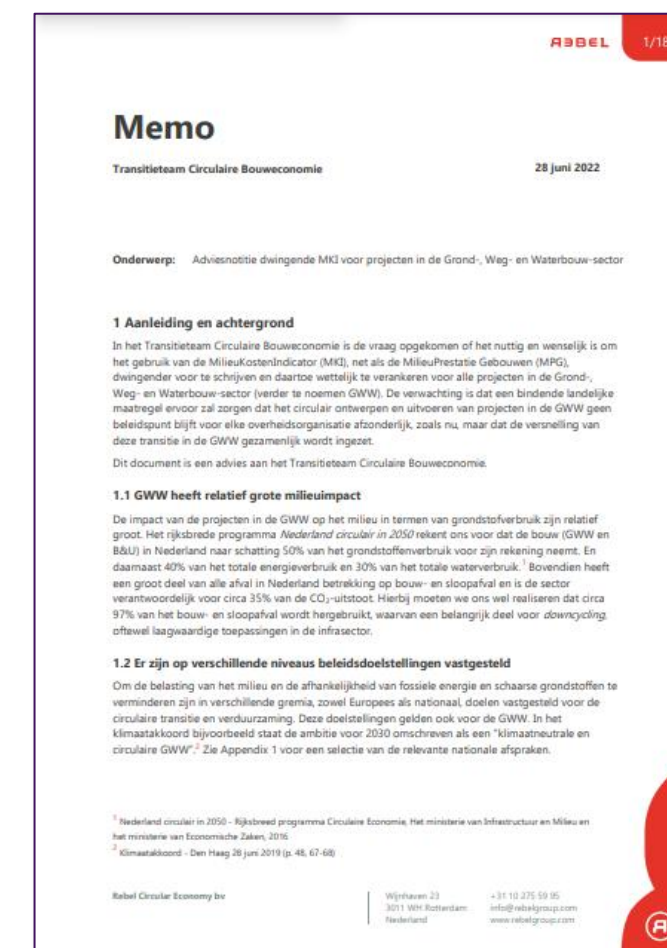 REBEL
1/18
Memo
Transitieteam Circulaire Bouweconomie
28 juni 2022
Onderwerp: Adviesnotitie dwingende MKI voor projecten in de Grond-, Weg- en Waterbouw-sector
1 Aanleiding en achtergrond
In het Transitieteam Circulaire Bouweconomie is de vraag opgekomen of het nuttig en wenselijk is om
het gebruik van de MilieuKostenIndicator (MKI), net als de MilieuPrestatie Gebouwen (MPG),
dwingender voor te schrijven en daartoe wettelijk te verankeren voor alle projecten in de Grond-,
Weg- en Waterbouw-sector (verder te noemen GWW). De verwachting is dat een bindende landelijke
maatregel ervoor zal zorgen dat het circulair ontwerpen en uitvoeren van projecten in de GWW geen
beleidspunt blijft voor elke overheidsorganisatie afzonderlijk, zoals nu, maar dat de versnelling van
deze transitie in de GWW gezamenlijk wordt ingezet.
Dit document is een advies aan het Transitieteam Circulaire Bouweconomie.
1.1 GWW heeft relatief grote milieuimpact
De impact van de projecten in de GWW op het milieu in termen van grondstofverbruik zijn relatief
groot. Het rijksbrede programma Nederland circulair in 2050 rekent ons voor dat de bouw (GWW en
B&U) in Nederland naar schatting 50% van het grondstoffenverbruik voor zijn rekening neemt. En
daarnaast 40% van het totale energieverbruik en 30% van het totale waterverbruik.¹ Bovendien heeft
een groot deel van alle afval in Nederland betrekking op bouw- en sloopafval en is de sector
verantwoordelijk voor circa 35% van de CO₂-uitstoot. Hierbij moeten we ons wel realiseren dat circa
97% van het bouw- en sloopafval wordt hergebruikt, waarvan een belangrijk deel voor downcycling,
oftewel laagwaardige toepassingen in de infrasector.
1.2 Er zijn op verschillende niveaus beleidsdoelstellingen vastgesteld
Om de belasting van het milieu en de afhankelijkheid van fossiele energie en schaarse grondstoffen te
verminderen zijn in verschillende gremia, zowel Europees als nationaal, doelen vastgesteld voor de
circulaire transitie en verduurzaming. Deze doelstellingen gelden ook voor de GWW. In het
klimaatakkoord bijvoorbeeld staat de ambitie voor 2030 omschreven als een "klimaatneutrale en
circulaire GWW".² Zie Appendix 1 voor een selectie van de relevante nationale afspraken.
¹ Nederland circulair in 2050 - Rijksbreed programma Circulaire Economie, Het ministerie van Infrastructuur en Milieu en
het ministerie van Economische Zaken, 2016
² Klimaatakkoord - Den Haag 28 juni 2019 (p. 48, 67-68)
Rebel Circular Economy bv
Wijnhaven 23
3011 WH Rotterdam
Nederland
+31 10 275 59 95
info@rebelgroup.com
www.rebelgroup.com